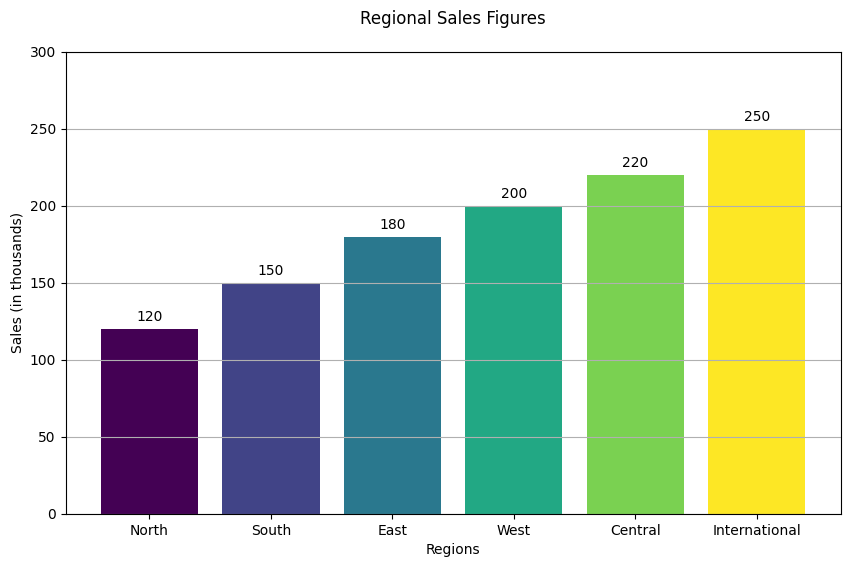 Regional Sales Figures
300
250
200
150
100
50
0
Sales (in thousands)
120
150
180
200
220
250
North
South
East
West
Central
International
Regions